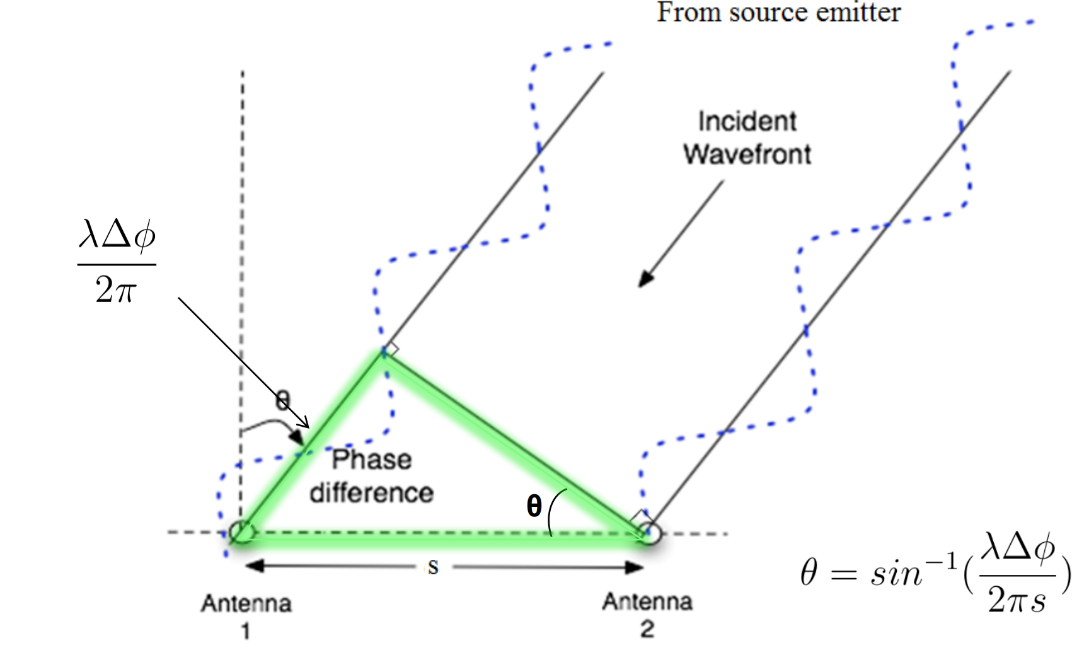 From source emitter
Incident
Wavefront
λΔϕ
2π
θ
Phase
difference
θ
s
θ = sin⁻¹(λΔϕ/2πs)
Antenna
1
Antenna
2